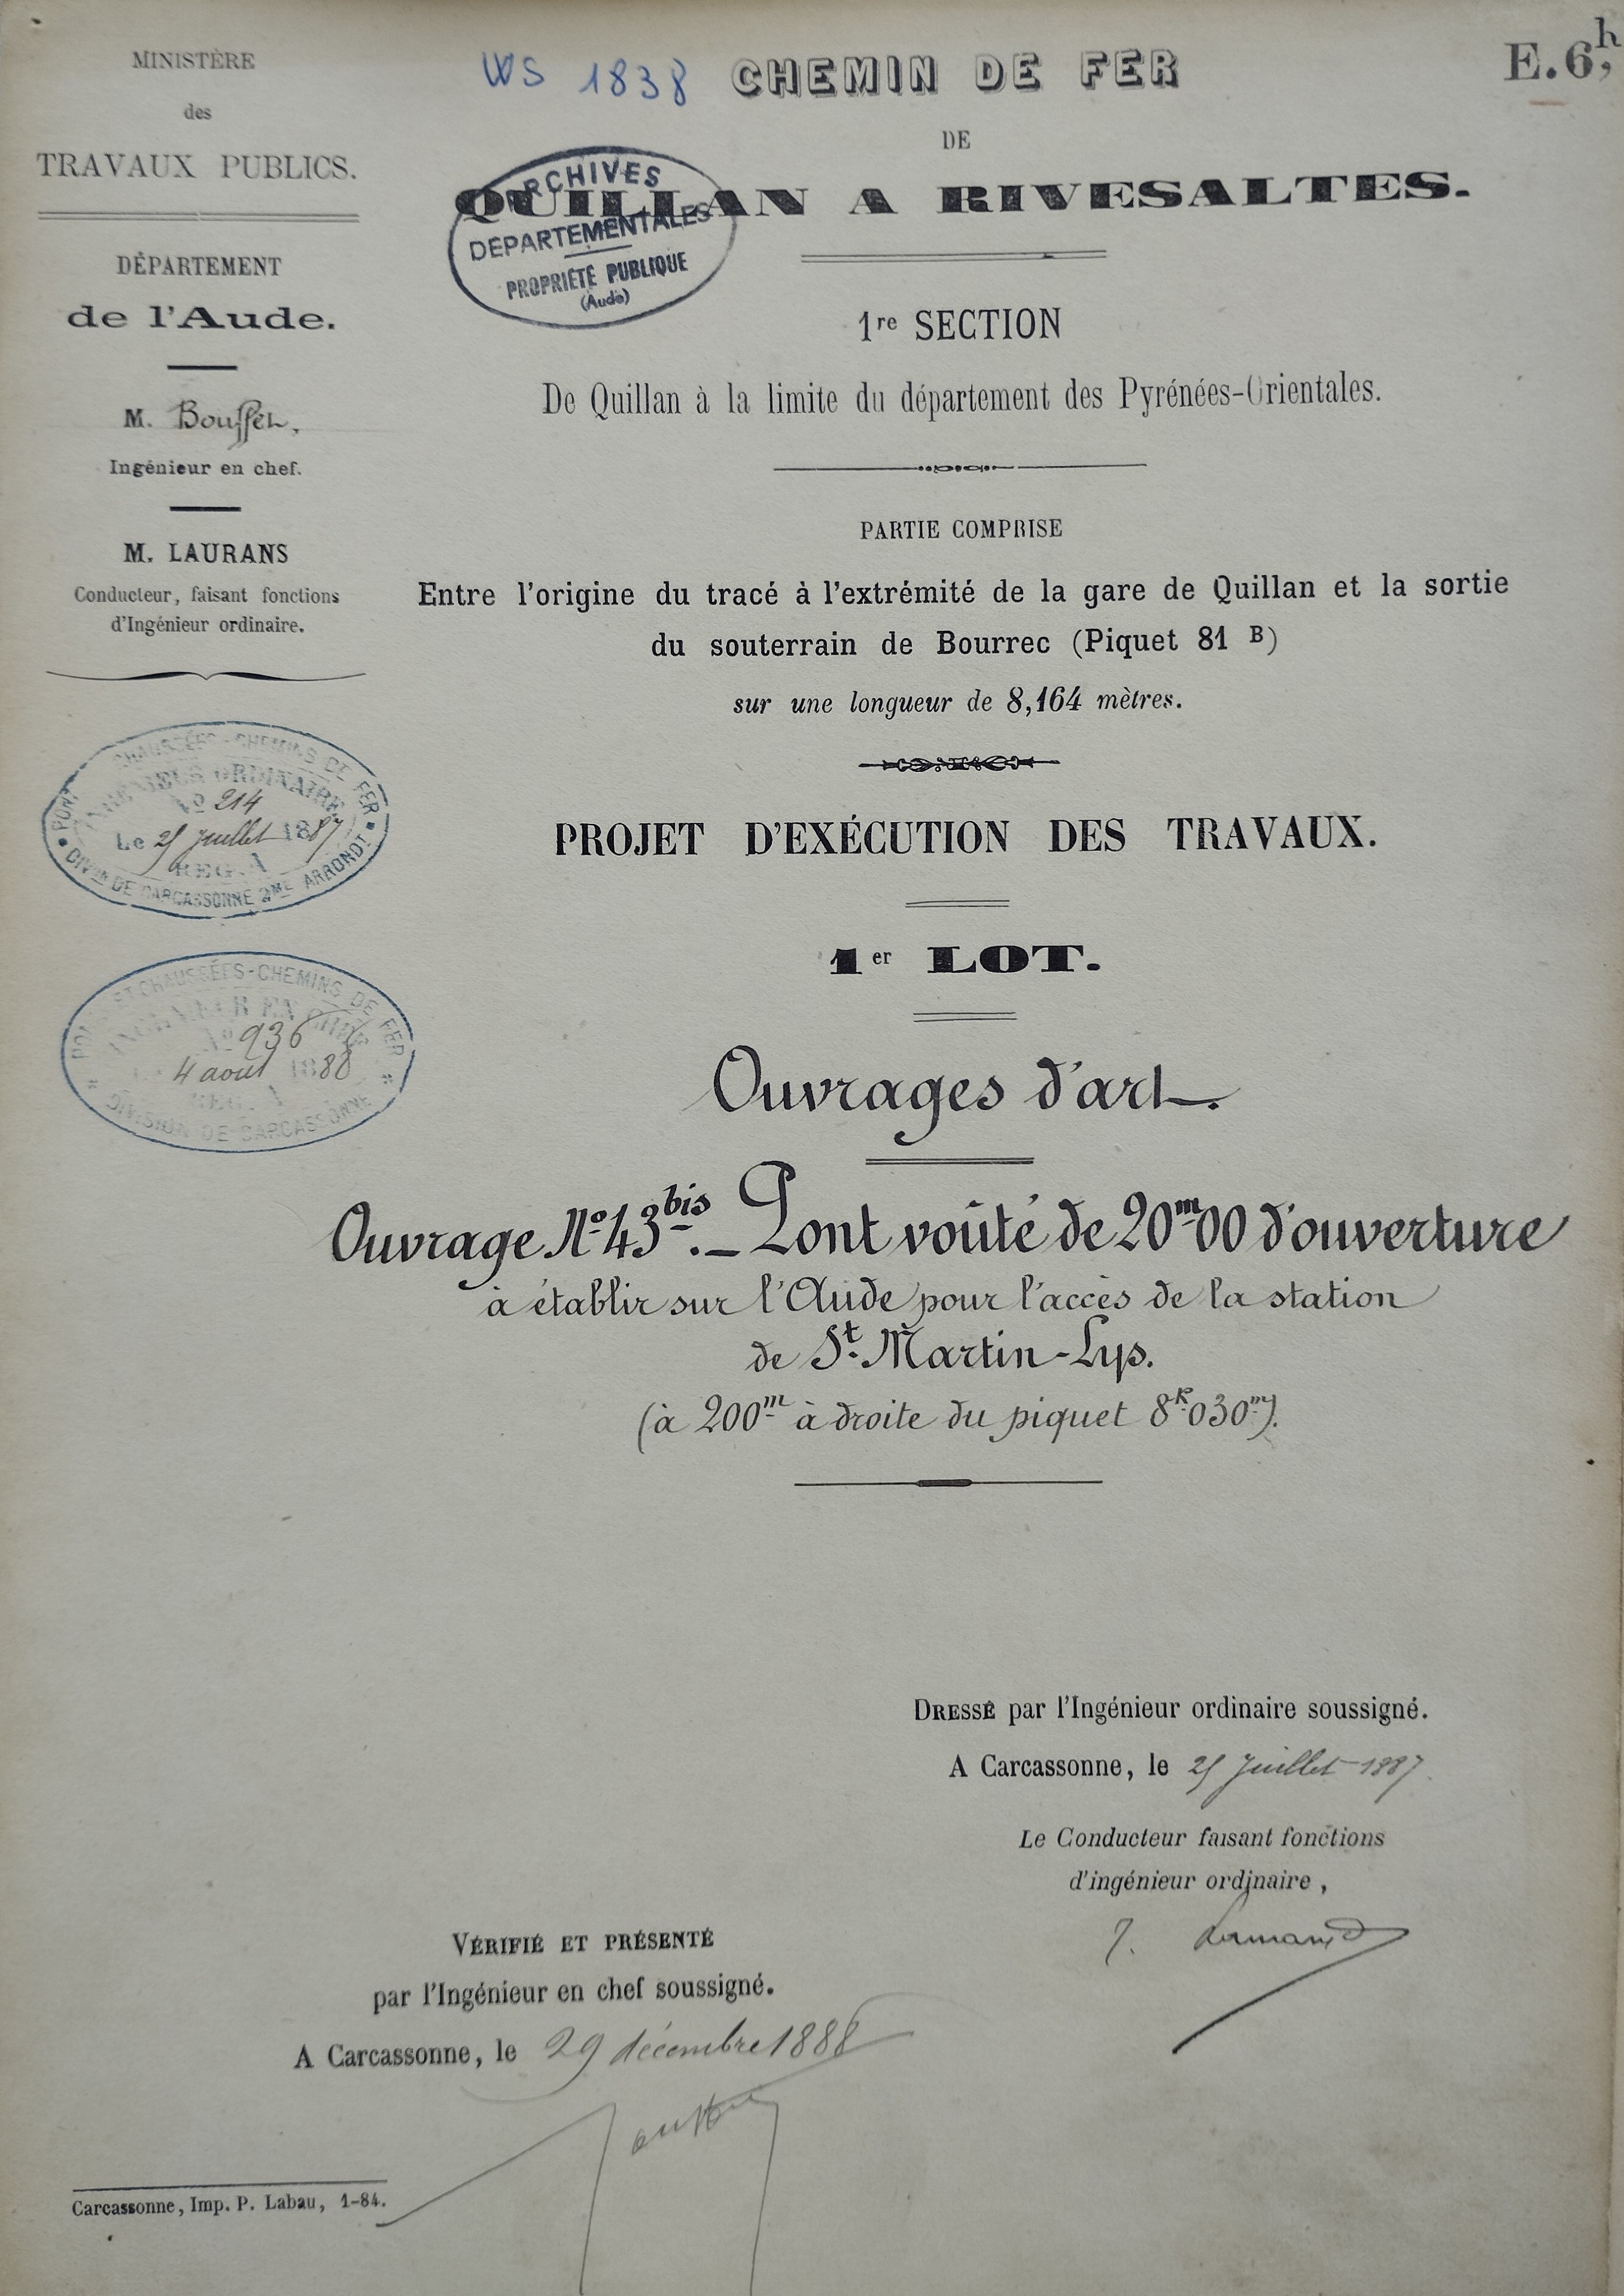 MINISTÈRE
des
TRAVAUX PUBLICS.
DÉPARTEMENT
de l'Aude.
M. Bouffet,
Ingénieur en chef.
M. LAURANS
Conducteur, faisant fonctions
d'Ingénieur ordinaire.
CHAUSSÉES-CHEMINS DE FER
INGÉNIEUR ORDINAIRE
No 214
Le 25 juillet 1887
DIVON DE CARCASSONNE 2ME ARRONDT
PONTS ET CHAUSSÉES-CHEMINS DE FER
INGÉNIEUR EN CHEF
No 936
4 août 1888
DIVISION DE CARCASSONNE
WS 1838
E.6,h
CHEMIN DE FER
DE
QUILLAN A RIVESALTES.
ARCHIVES
DÉPARTEMENTALES
PROPRIÉTÉ PUBLIQUE
(Aude)
1re SECTION
De Quillan à la limite du département des Pyrénées-Orientales.
PARTIE COMPRISE
Entre l'origine du tracé à l'extrémité de la gare de Quillan et la sortie
du souterrain de Bourrec (Piquet 81 B)
sur une longueur de 8,164 mètres.
PROJET D'EXÉCUTION DES TRAVAUX.
1er LOT.
Ouvrages d'art.
Ouvrage No 43bis. – Pont voûté de 20m00 d'ouverture
à établir sur l'Aude pour l'accès de la station
de St. Martin-Lys.
(à 200m à droite du piquet 8k030m).
DRESSÉ par l'Ingénieur ordinaire soussigné.
A Carcassonne, le 25 Juillet 1887.
Le Conducteur faisant fonctions
d'ingénieur ordinaire,
VÉRIFIÉ ET PRÉSENTÉ
par l'Ingénieur en chef soussigné.
A Carcassonne, le 29 décembre 1888
Bouffet
Carcassonne, Imp. P. Labau, 1-84.